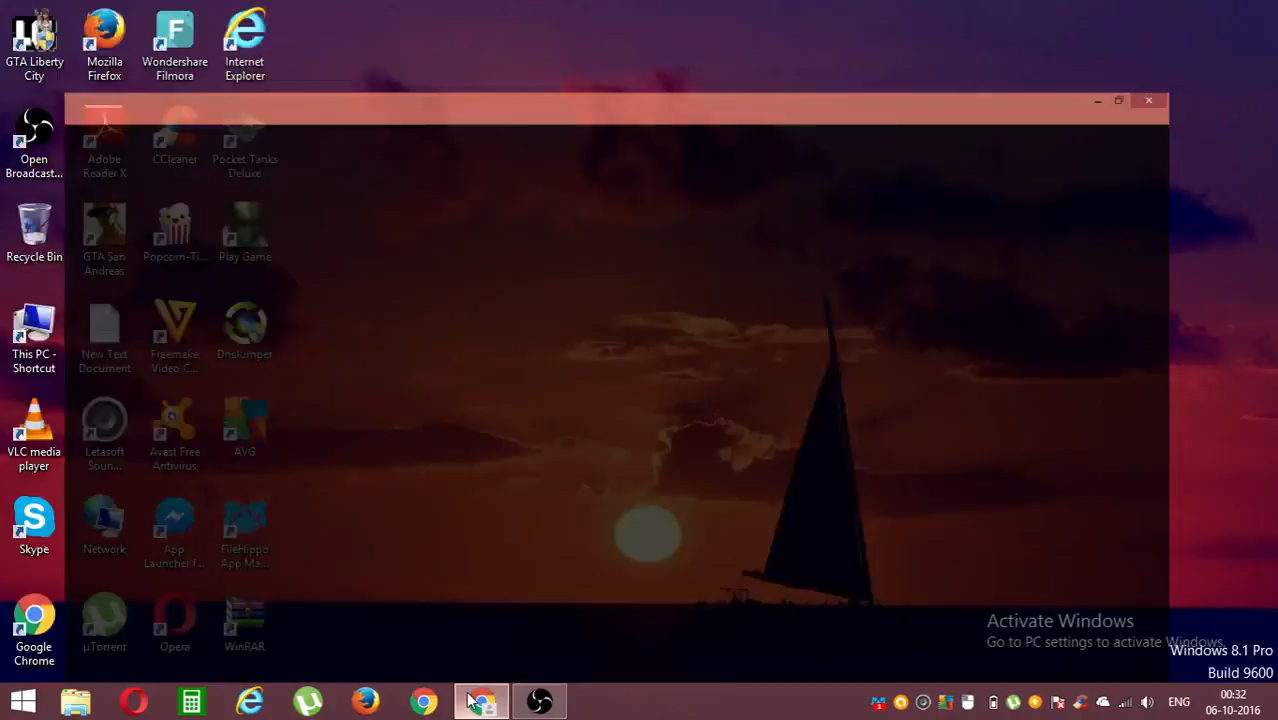 GTA Liberty
City
Mozilla
Firefox
Wondershare
Filmora
Internet
Explorer
Open
Broadcast...
Adobe
Reader X
CCleaner
Pocket Tanks
Deluxe
Recycle Bin
GTA San
Andreas
Popcorn-Ti...
Play Game
This PC -
Shortcut
New Text
Document
Freemake
Video C...
DnsJumper
VLC media
player
Letasoft
Soun...
Avast Free
Antivirus
AVG
Skype
Network
App
Launcher f...
FileHippo
App Ma...
Google
Chrome
µTorrent
Opera
WinRAR
Activate Windows
Go to PC settings to activate Windows.
Windows 8.1 Pro
Build 9600
ENG
00:32
06-10-2016